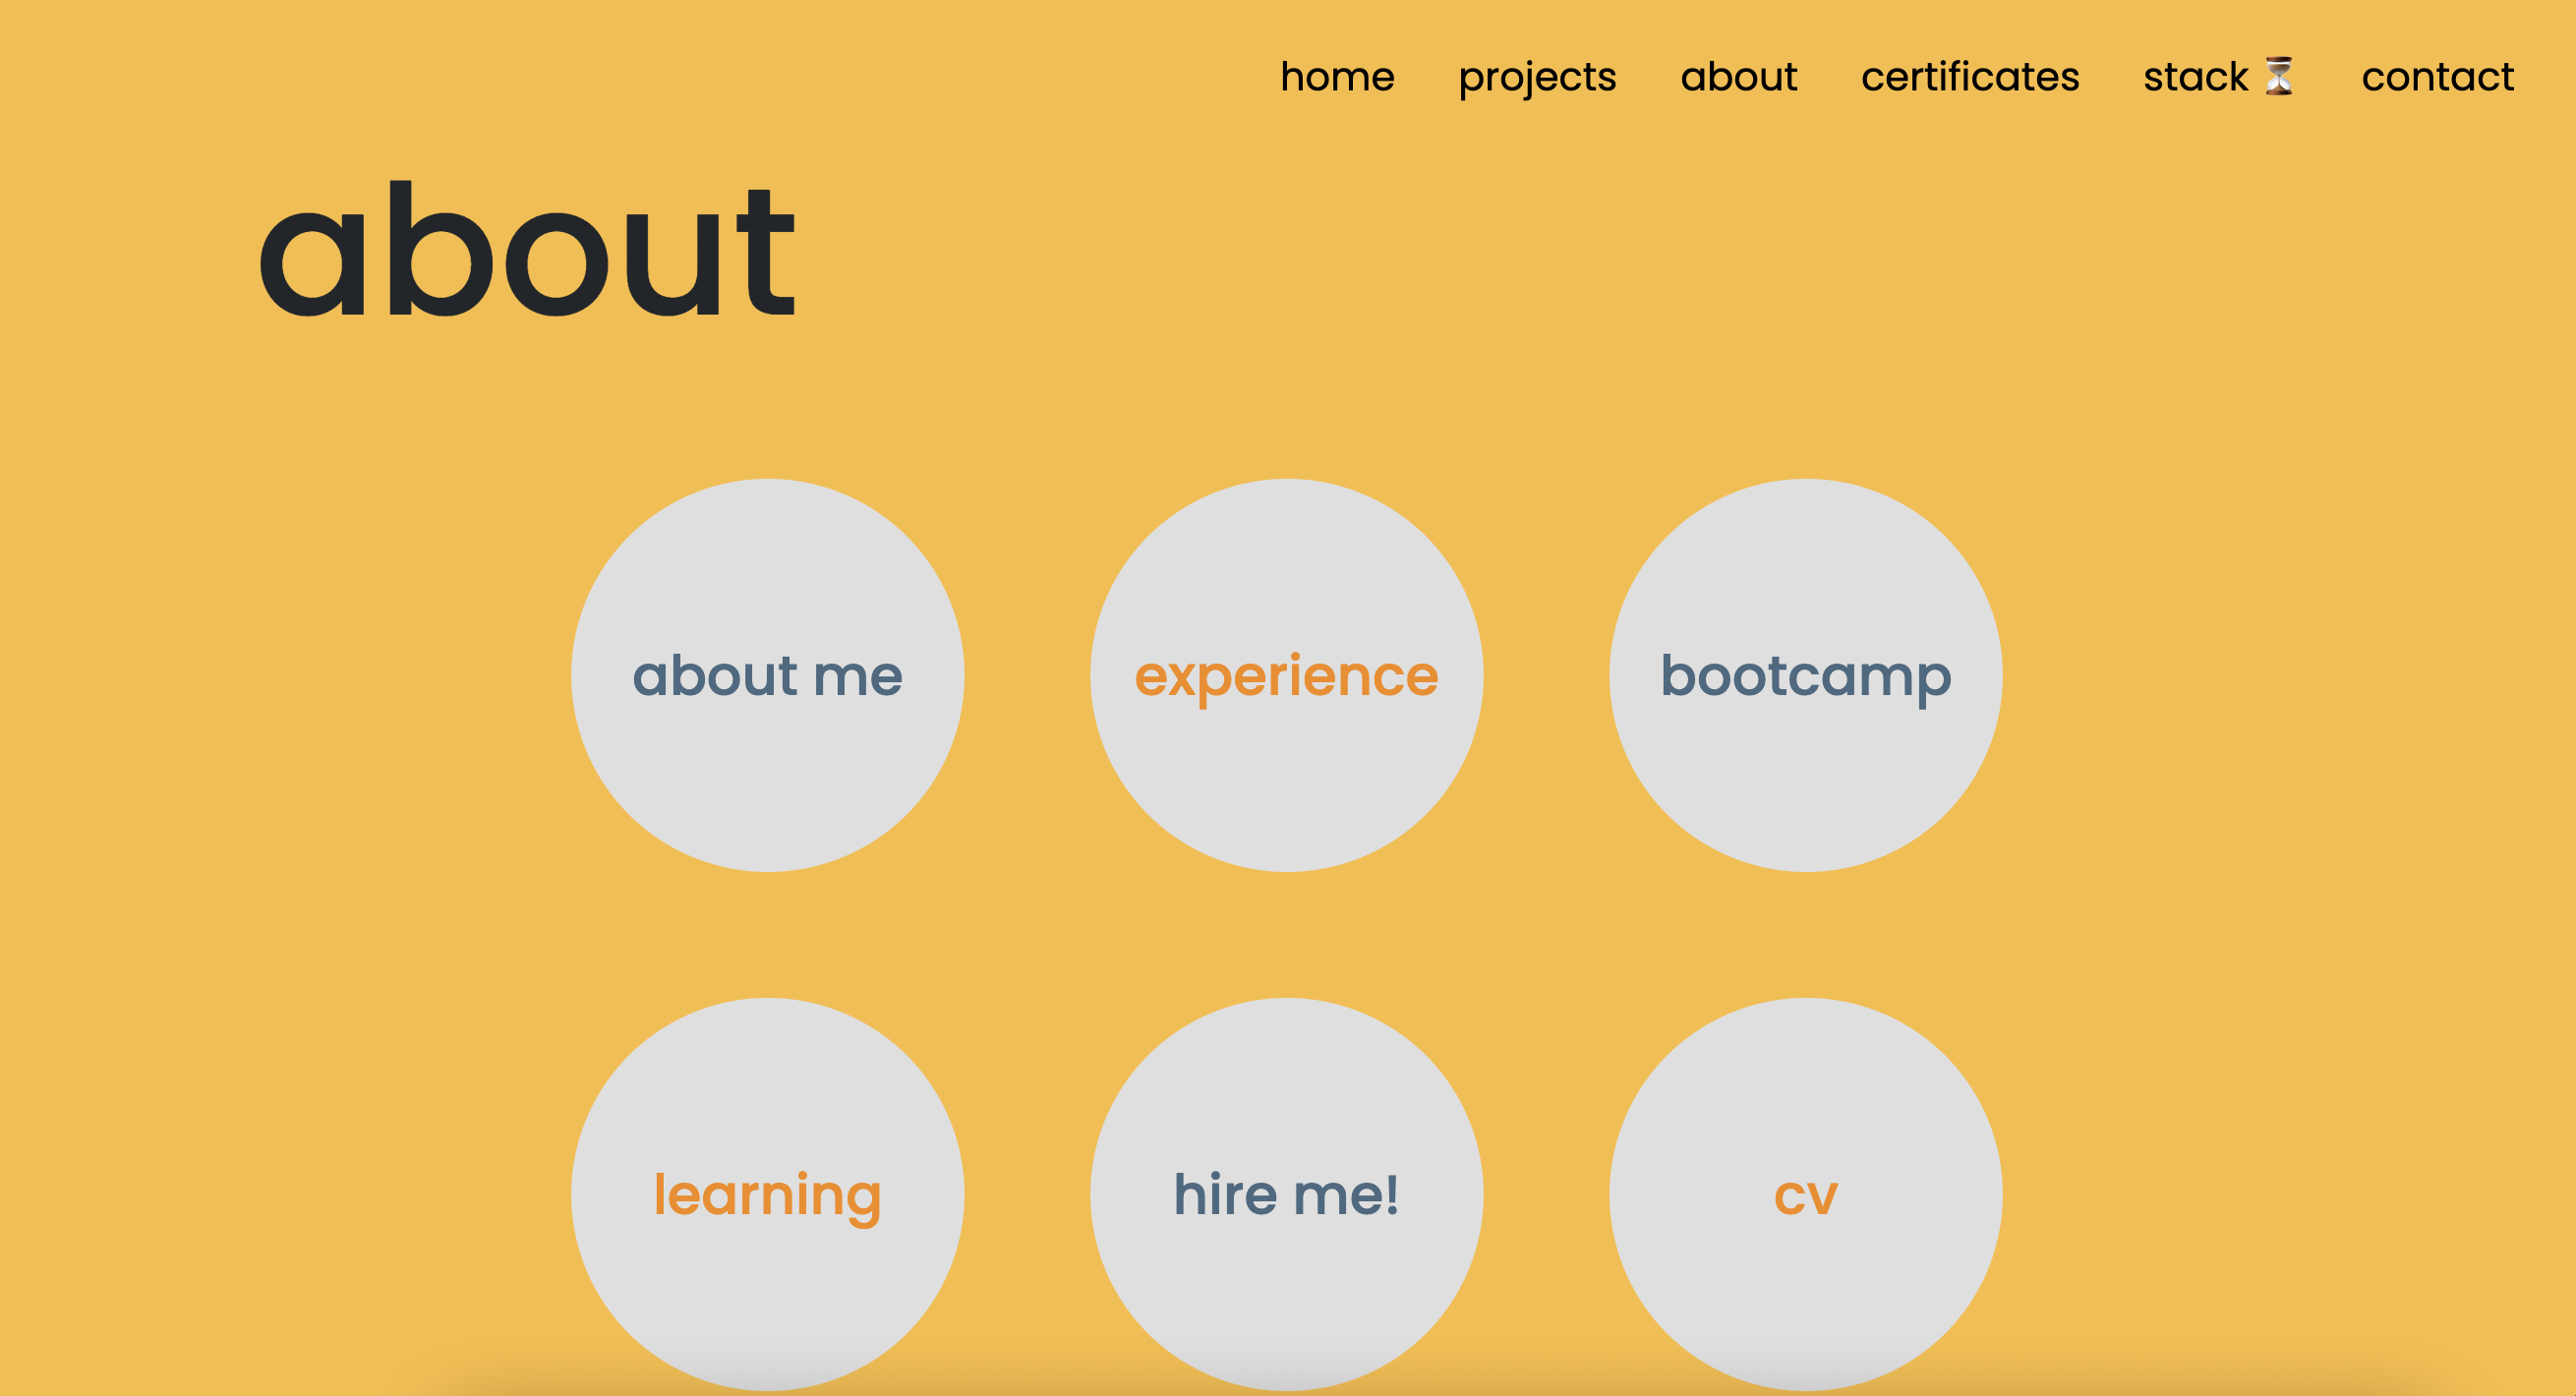 home projects about certificates stack ⏳ contact
about
about me experience bootcamp
learning hire me! cv